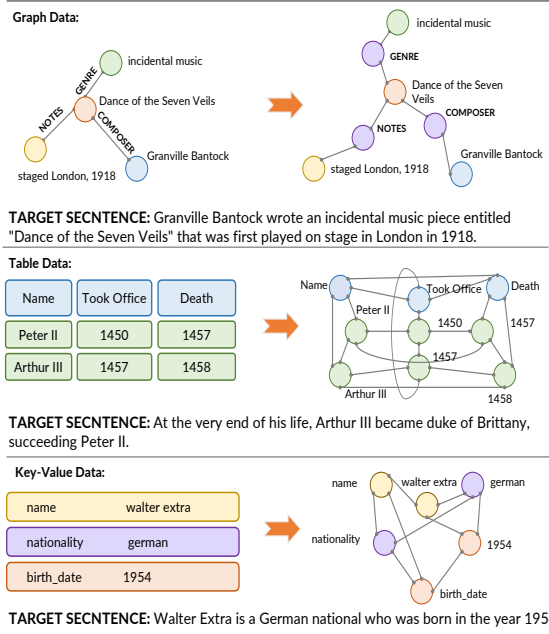 Graph Data:
incidental music
GENRE
Dance of the Seven Veils
NOTES
COMPOSER
Granville Bantock
staged London, 1918
incidental music
GENRE
Dance of the Seven
Veils
COMPOSER
NOTES
Granville Bantock
staged London, 1918
TARGET SECNTENCE: Granville Bantock wrote an incidental music piece entitled
"Dance of the Seven Veils" that was first played on stage in London in 1918.
Table Data:
Name Took Office Death
Peter II 1450 1457
Arthur III 1457 1458
Name
Took Office
Death
Peter II
1450
1457
1457
Arthur III
1458
TARGET SECNTENCE: At the very end of his life, Arthur III became duke of Brittany,
succeeding Peter II.
Key-Value Data:
name walter extra
nationality german
birth_date 1954
name
walter extra
german
nationality
1954
birth_date
TARGET SECNTENCE: Walter Extra is a German national who was born in the year 195